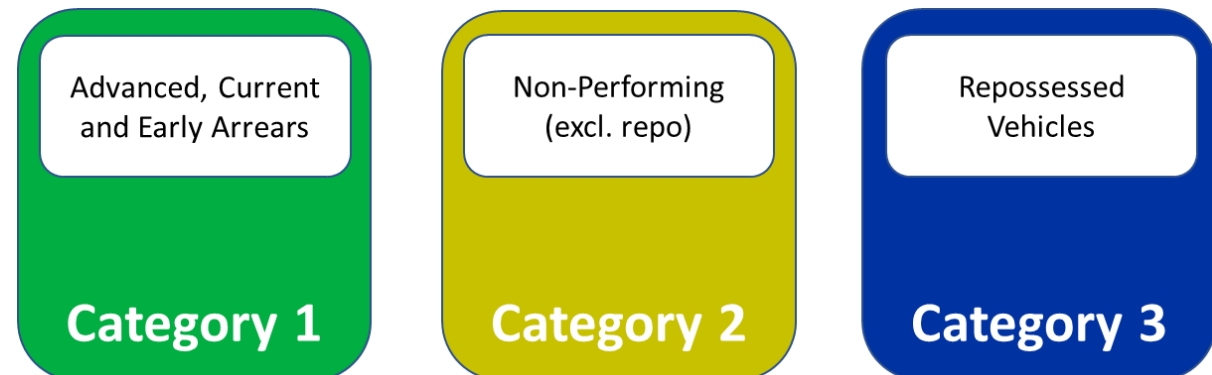 Advanced, Current
and Early Arrears
Category 1
Non-Performing
(excl. repo)
Category 2
Repossessed
Vehicles
Category 3